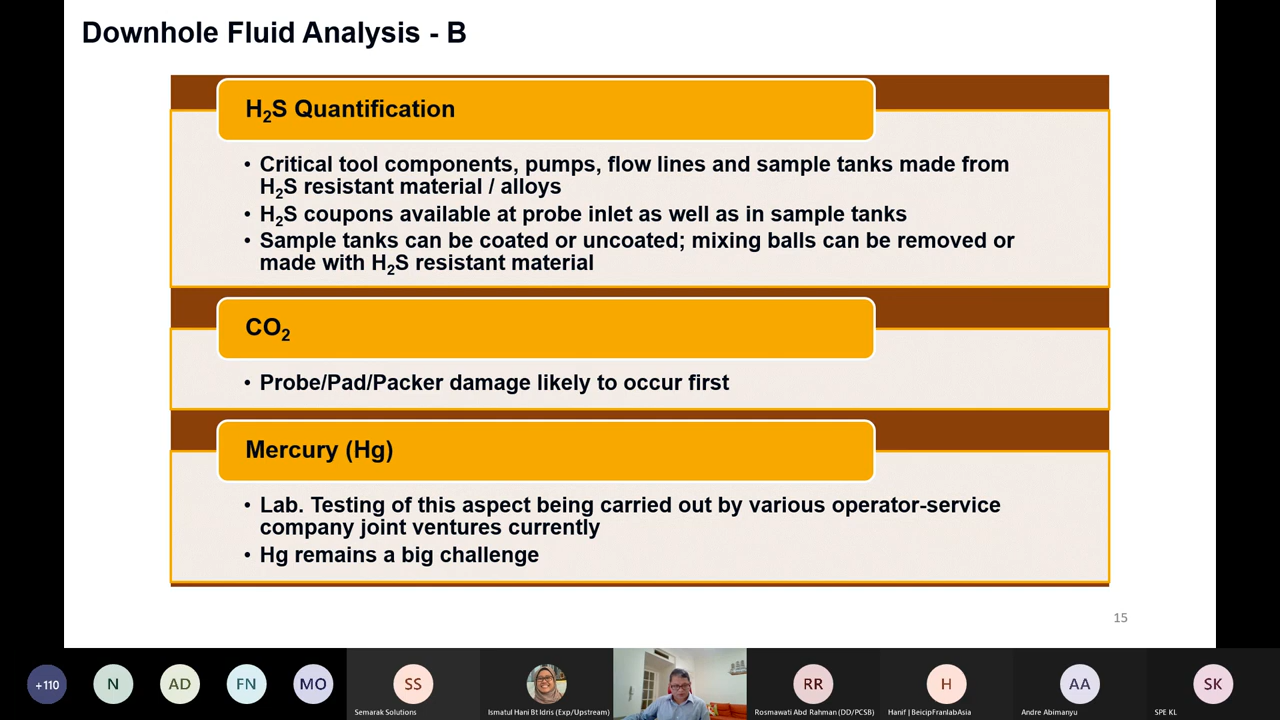 Downhole Fluid Analysis - B
H₂S Quantification
• Critical tool components, pumps, flow lines and sample tanks made from
H₂S resistant material / alloys
• H₂S coupons available at probe inlet as well as in sample tanks
• Sample tanks can be coated or uncoated; mixing balls can be removed or
made with H₂S resistant material
CO₂
• Probe/Pad/Packer damage likely to occur first
Mercury (Hg)
• Lab. Testing of this aspect being carried out by various operator-service
company joint ventures currently
• Hg remains a big challenge
15
+110
N
AD
FN
MO
SS
RR
H
AA
SK
Semarak Solutions
Ismatul Hani Bt Idris (Exp/Upstream)
Rosmawati Abd Rahman (DD/PCSB)
Hanif | BeicipFranlabAsia
Andre Abimanyu
SPE KL